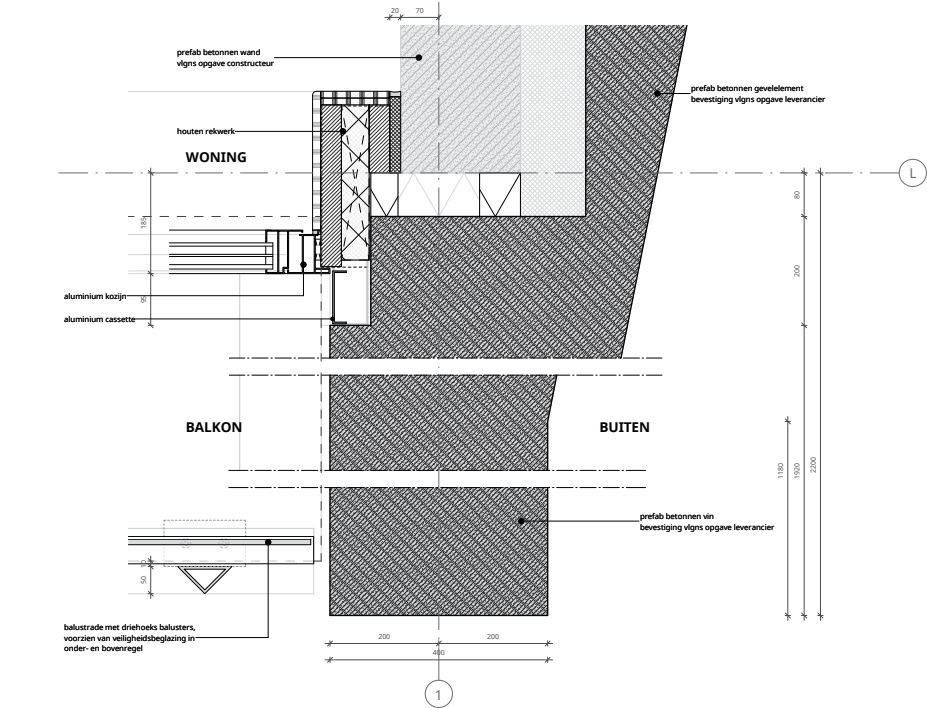 20 70
prefab betonnen wand
vlgns opgave constructeur
prefab betonnen gevelelement
bevestiging vlgns opgave leverancier
houten rekwerk
WONING
L
80
185
200
aluminium kozijn
95
aluminium cassette
BALKON
BUITEN
1180
1920
2200
prefab betonnen vin
bevestiging vlgns opgave leverancier
10
50
balustrade met driehoeks balusters,
voorzien van veiligheidsbeglazing in
onder- en bovenregel
200 200
400
1